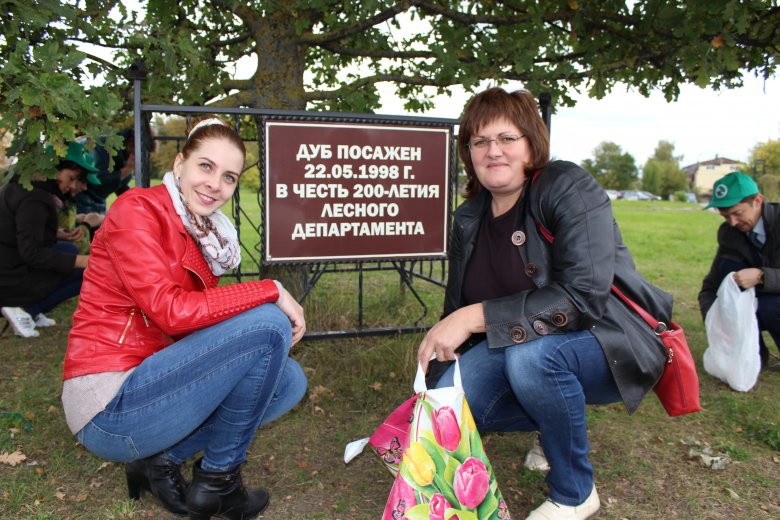 ДУБ ПОСАЖЕН
22.05.1998 Г.
В ЧЕСТЬ 200-ЛЕТИЯ
ЛЕСНОГО
ДЕПАРТАМЕНТА